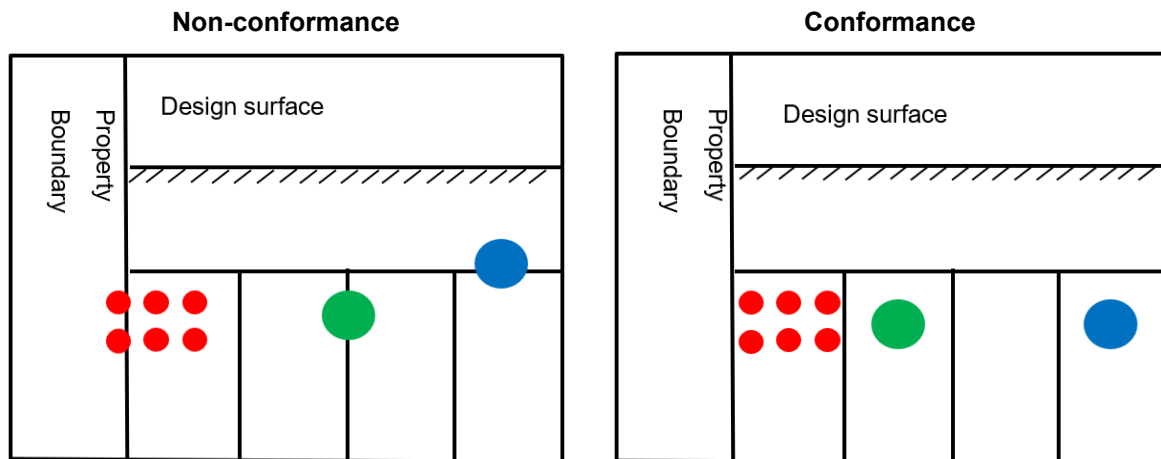 Non-conformance
Design surface
Property
Boundary
Conformance
Design surface
Property
Boundary